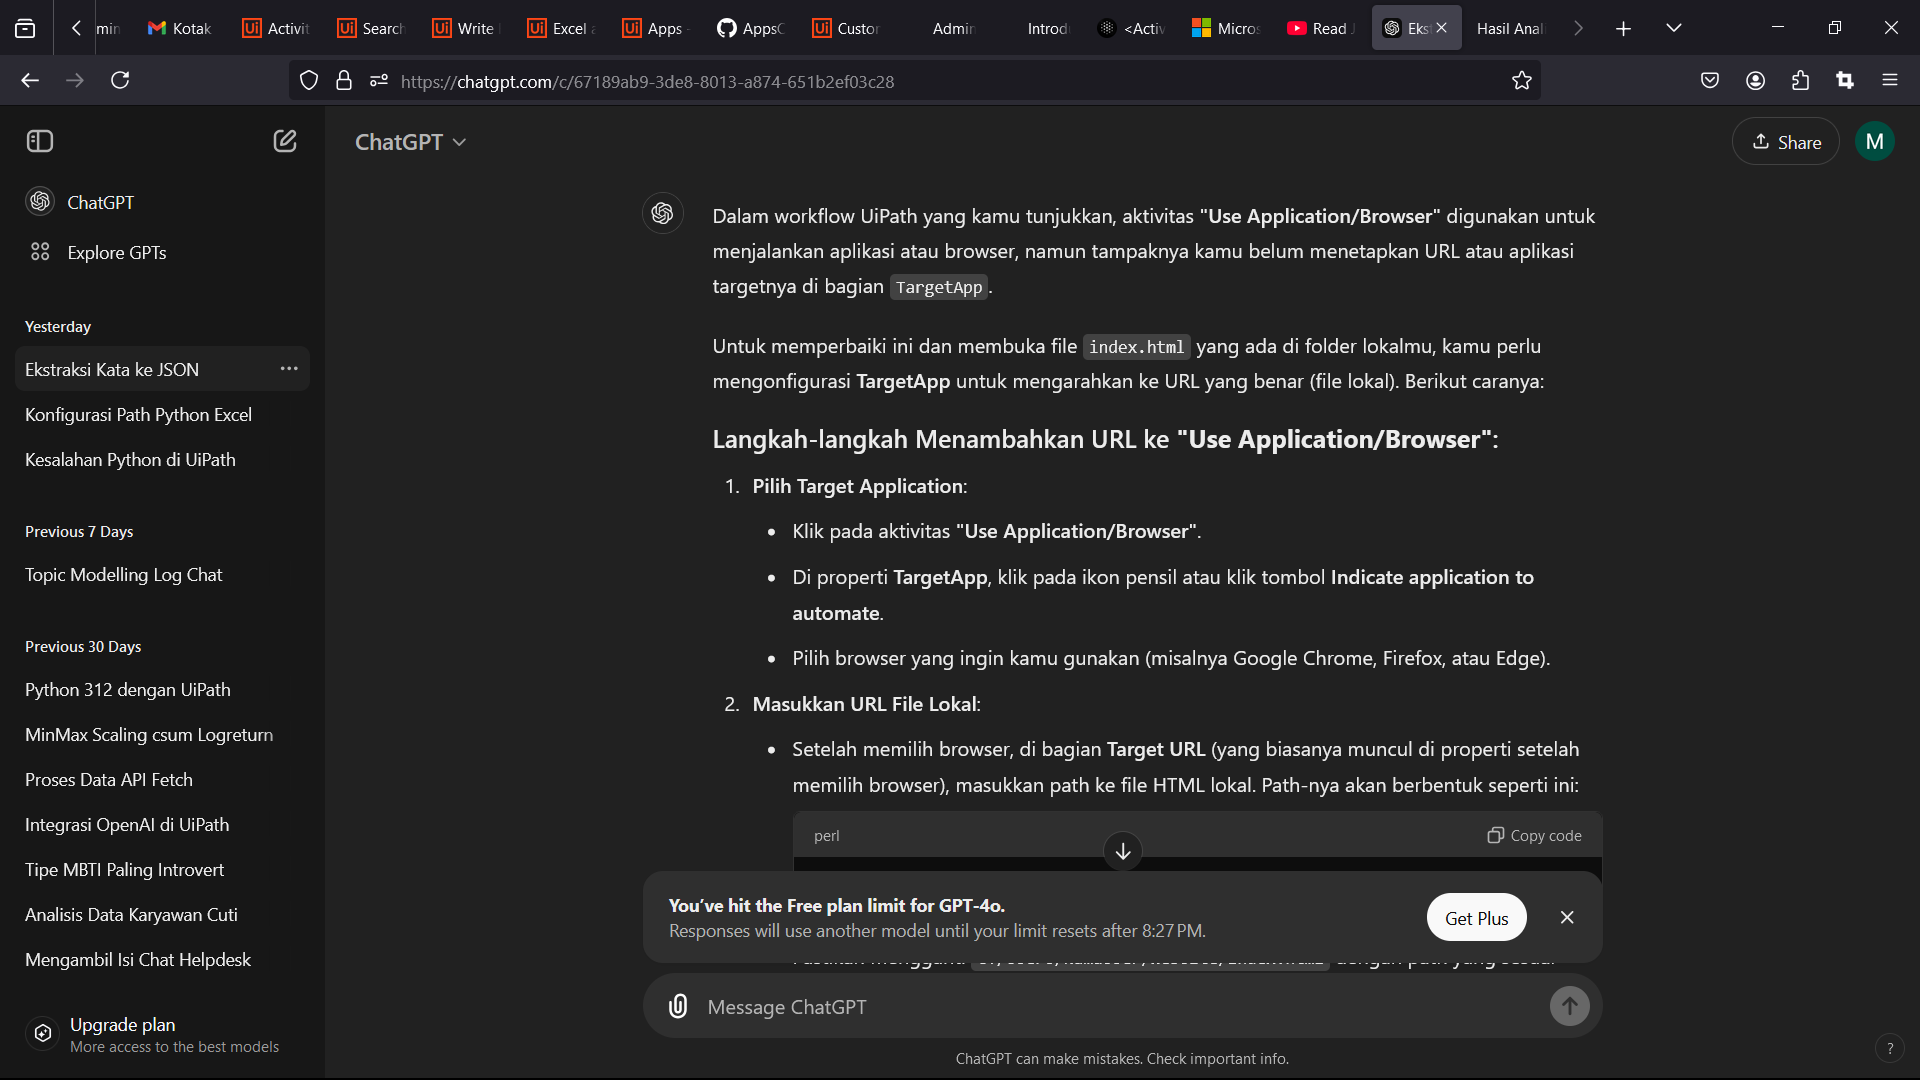 min
Kotak
Activit
Search
Write
Excel a
Apps -
AppsC
Custor
Admin
Introdu
<Activ
Micros
Read J
Eks
Hasil Anali
https://chatgpt.com/c/67189ab9-3de8-8013-a874-651b2ef03c28
ChatGPT
Share
M
ChatGPT
Explore GPTs
Yesterday
Ekstraksi Kata ke JSON
Konfigurasi Path Python Excel
Kesalahan Python di UiPath
Previous 7 Days
Topic Modelling Log Chat
Previous 30 Days
Python 312 dengan UiPath
MinMax Scaling csum Logreturn
Proses Data API Fetch
Integrasi OpenAI di UiPath
Tipe MBTI Paling Introvert
Analisis Data Karyawan Cuti
Mengambil Isi Chat Helpdesk
Upgrade plan
More access to the best models
Dalam workflow UiPath yang kamu tunjukkan, aktivitas "Use Application/Browser" digunakan untuk
menjalankan aplikasi atau browser, namun tampaknya kamu belum menetapkan URL atau aplikasi
targetnya di bagian TargetApp.
Untuk memperbaiki ini dan membuka file index.html yang ada di folder lokalmu, kamu perlu
mengonfigurasi TargetApp untuk mengarahkan ke URL yang benar (file lokal). Berikut caranya:
Langkah-langkah Menambahkan URL ke "Use Application/Browser":
1. Pilih Target Application:
• Klik pada aktivitas "Use Application/Browser".
• Di properti TargetApp, klik pada ikon pensil atau klik tombol Indicate application to
automate.
• Pilih browser yang ingin kamu gunakan (misalnya Google Chrome, Firefox, atau Edge).
2. Masukkan URL File Lokal:
• Setelah memilih browser, di bagian Target URL (yang biasanya muncul di properti setelah
memilih browser), masukkan path ke file HTML lokal. Path-nya akan berbentuk seperti ini:
perl
Copy code
You've hit the Free plan limit for GPT-4o.
Responses will use another model until your limit resets after 8:27 PM.
Get Plus
dengan path yang sesuai
Message ChatGPT
ChatGPT can make mistakes. Check important info.
?